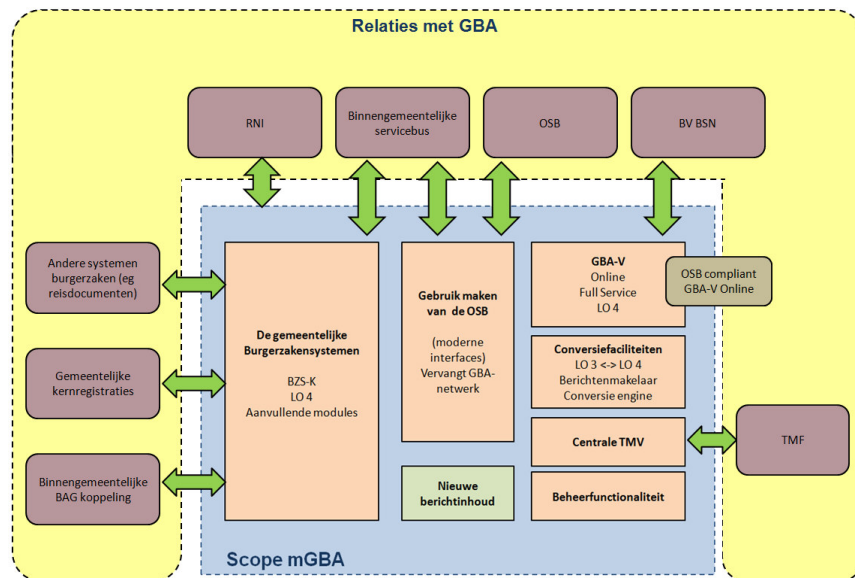 Relaties met GBA
RNI
Binnengemeentelijke
servicebus
OSB
BV BSN
Andere systemen
burgerzaken (eg
reisdocumenten)
Gemeentelijke
kernregistraties
Binnengemeentelijke
BAG koppeling
De gemeentelijke
Burgerzakensystemen
BZS-K
LO 4
Aanvullende modules
Gebruik maken
van de OSB
(moderne
interfaces)
Vervangt GBA-
netwerk
Nieuwe
berichtinhoud
GBA-V
Online
Full Service
LO 4
OSB compliant
GBA-V Online
Conversiefaciliteiten
LO 3 <-> LO 4
Berichtenmakelaar
Conversie engine
Centrale TMV
TMF
Beheerfunctionaliteit
Scope mGBA